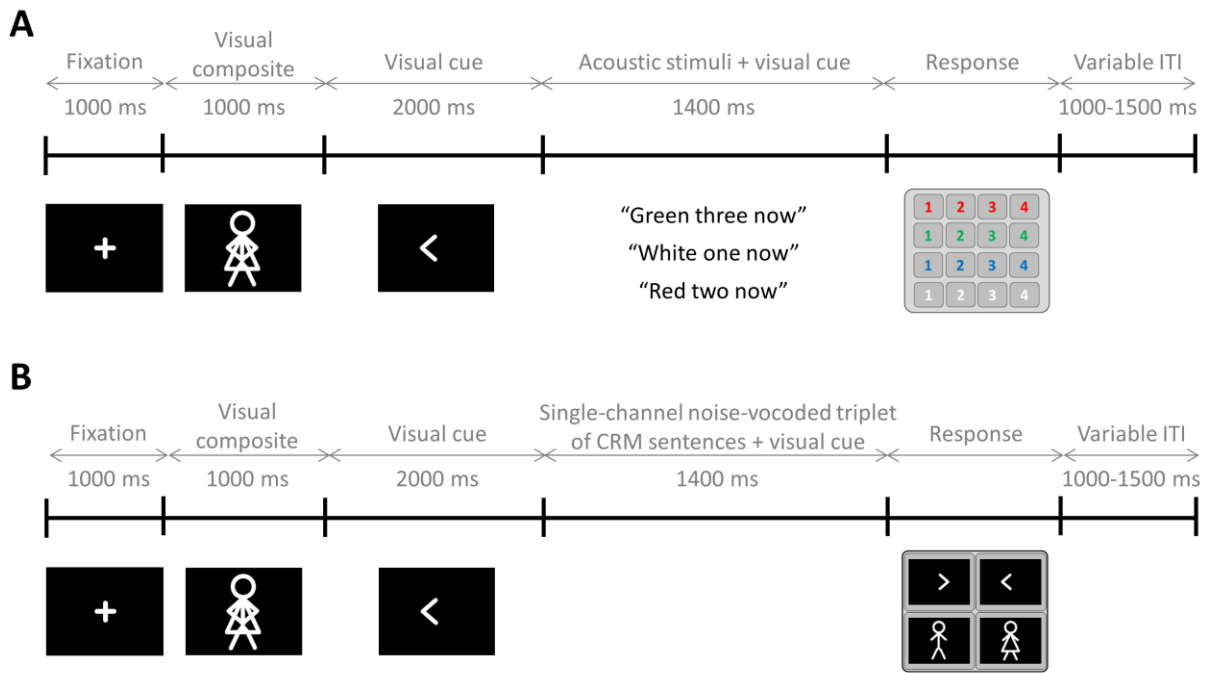 A
Fixation
Visual
composite
Visual cue
Acoustic stimuli + visual cue
Response
Variable ITI
1000 ms
1000 ms
2000 ms
1400 ms
1000-1500 ms
+
<
“Green three now”
“White one now”
“Red two now”
1 2 3 4
1 2 3 4
1 2 3 4
1 2 3 4
B
Fixation
Visual
composite
Visual cue
Single-channel noise-vocoded triplet
of CRM sentences + visual cue
Response
Variable ITI
1000 ms
1000 ms
2000 ms
1400 ms
1000-1500 ms
+
<
> <